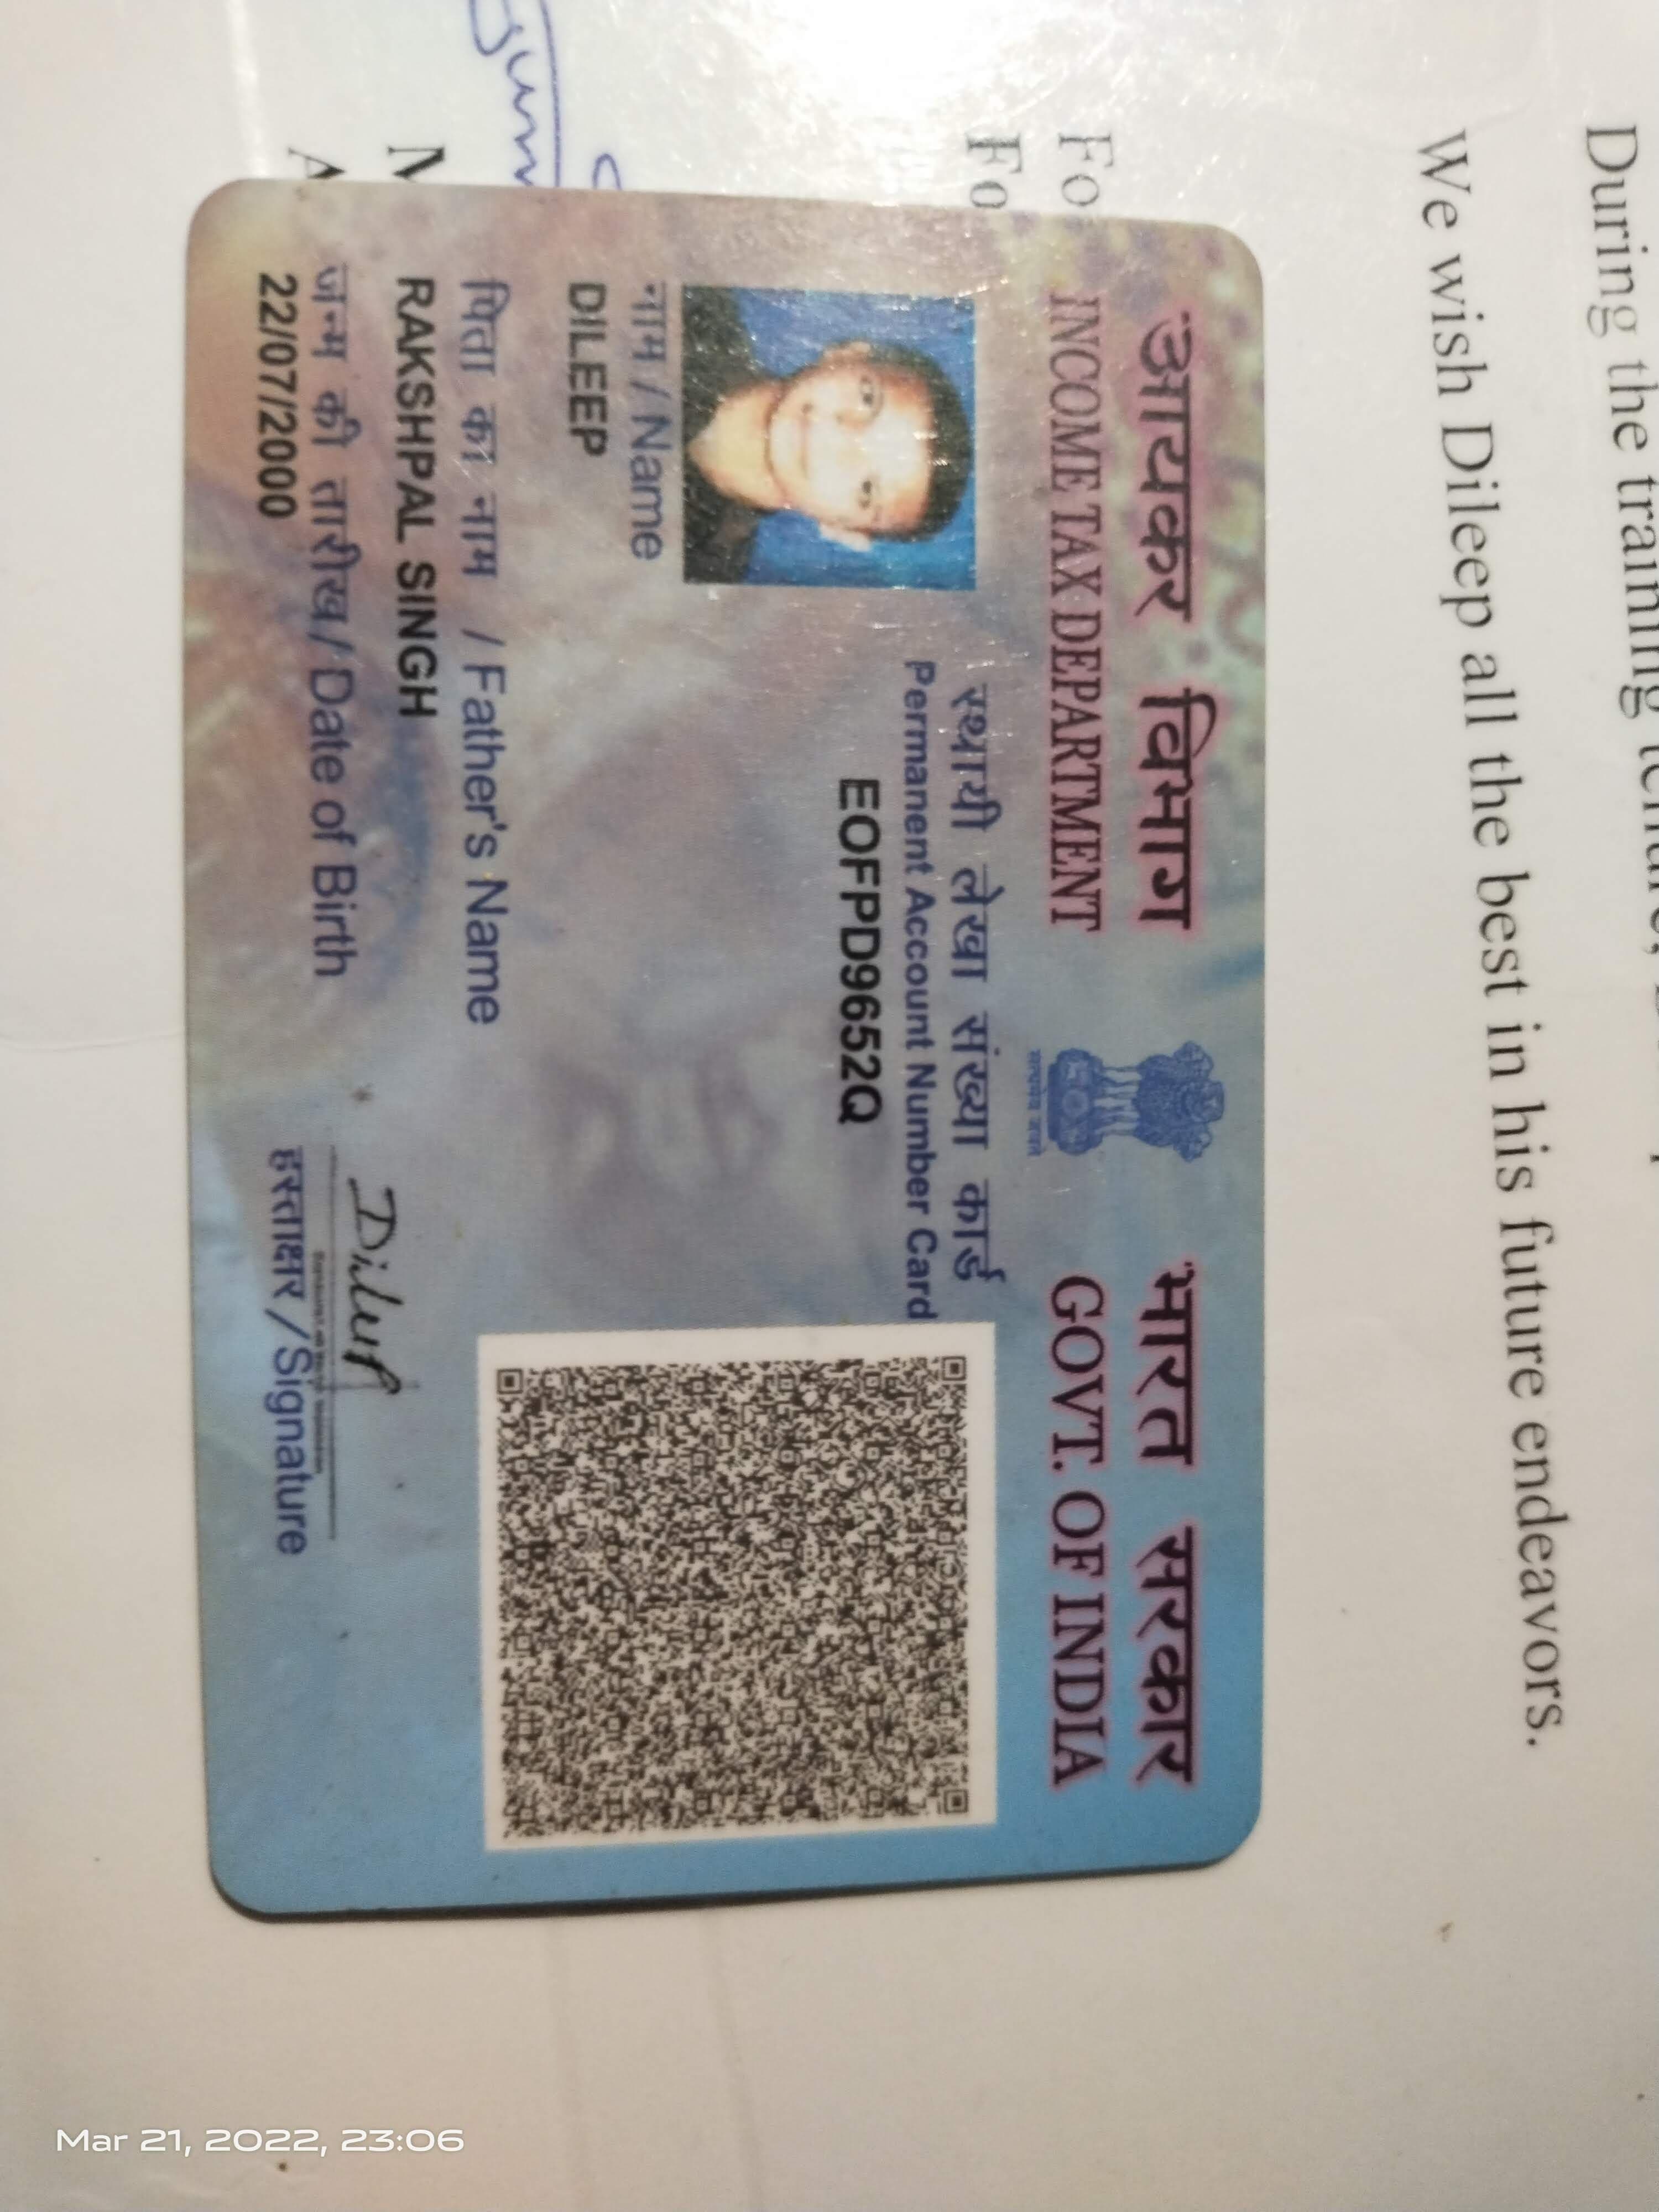 During the training
We wish Dileep all the best in his future endeavors.
Fo
Fo
आयकर विभाग
INCOME TAX DEPARTMENT
सत्यमेव जयते
भारत सरकार
GOVT. OF INDIA
स्थायी लेखा संख्या कार्ड
Permanent Account Number Card
EOFPD9652Q
नाम / Name
DILEEP
पिता का नाम / Father's Name
RAKSHPAL SINGH
जन्म की तारीख / Date of Birth
22/07/2000
Dileep
हस्ताक्षर / Signature
M
A
Mar 21, 2022, 23:06